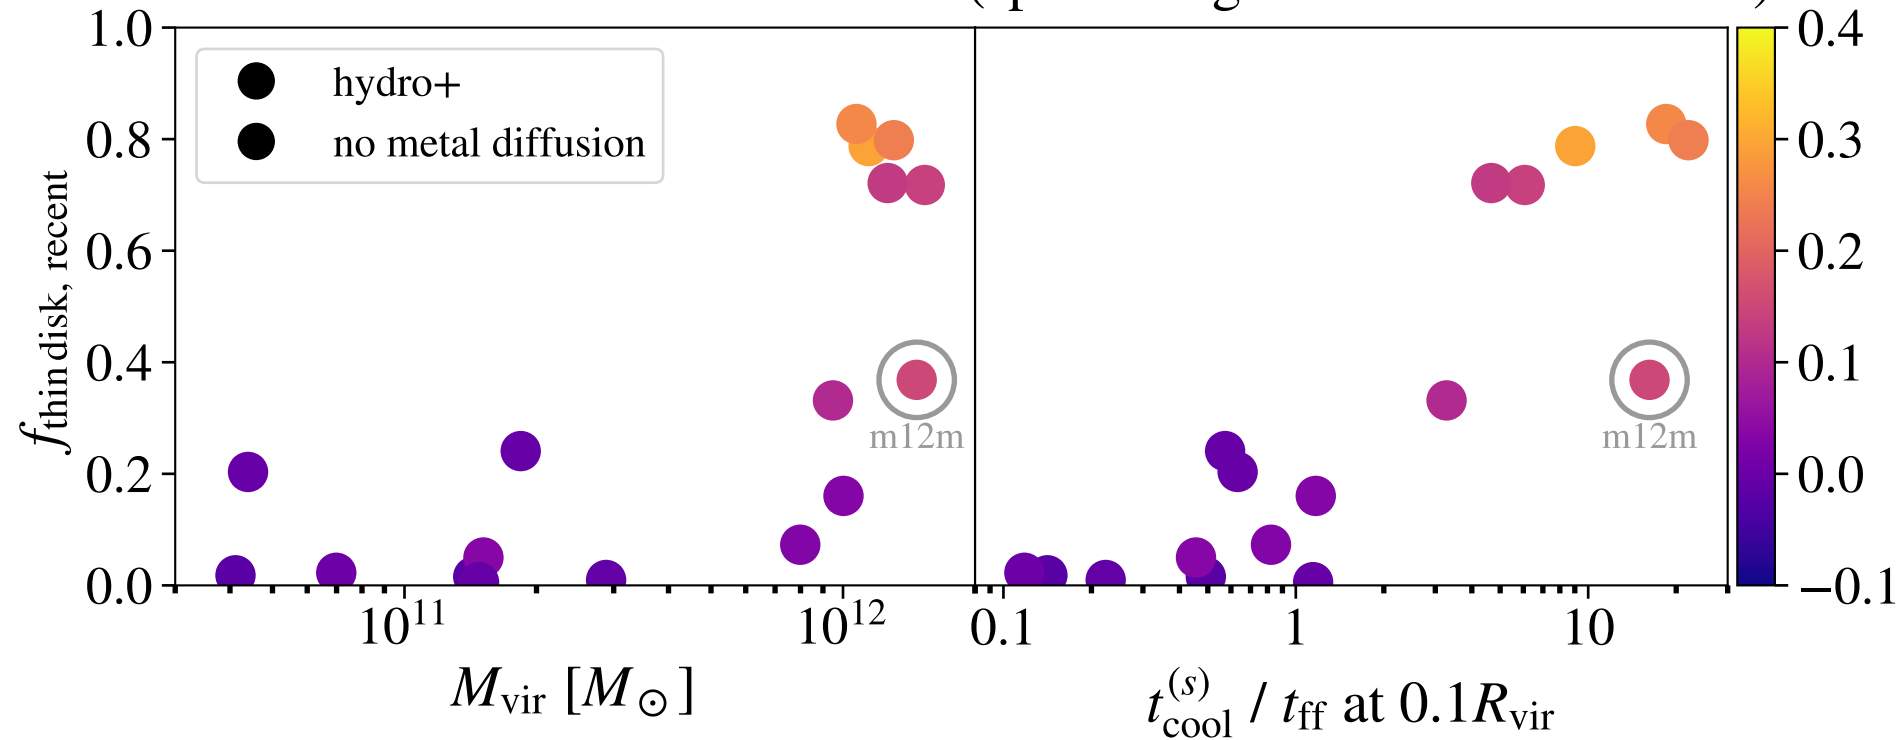 1.0
0.8
0.6
0.4
0.2
0.0
f thin disk, recent
hydro+
no metal diffusion
m12m
m12m
10^11
10^12
M_vir [M_⊙]
0.1
1
10
t_cool^(s) / t_ff at 0.1R_vir
0.4
0.3
0.2
0.1
0.0
−0.1